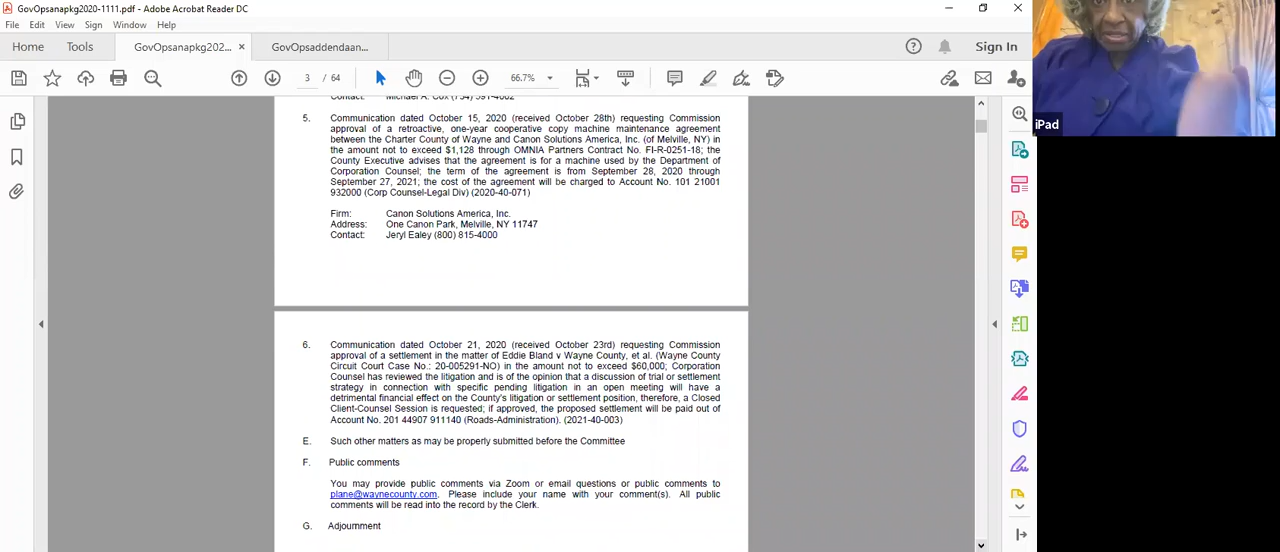 GovOpsanapkg2020-1111.pdf - Adobe Acrobat Reader DC
File Edit View Sign Window Help
Home Tools GovOpsanapkg202... × GovOpsaddendaan... Sign In
3 / 64 66.7%
Contact: Michael A. Cox (734) 591-4002
5. Communication dated October 15, 2020 (received October 28th) requesting Commission
approval of a retroactive, one-year cooperative copy machine maintenance agreement
between the Charter County of Wayne and Canon Solutions America, Inc. (of Melville, NY) in
the amount not to exceed $1,128 through OMNIA Partners Contract No. FI-R-0251-18; the
County Executive advises that the agreement is for a machine used by the Department of
Corporation Counsel; the term of the agreement is from September 28, 2020 through
September 27, 2021; the cost of the agreement will be charged to Account No. 101 21001
932000 (Corp Counsel-Legal Div) (2020-40-071)
Firm: Canon Solutions America, Inc.
Address: One Canon Park, Melville, NY 11747
Contact: Jeryl Ealey (800) 815-4000
6. Communication dated October 21, 2020 (received October 23rd) requesting Commission
approval of a settlement in the matter of Eddie Bland v Wayne County, et al. (Wayne County
Circuit Court Case No.: 20-005291-NO) in the amount not to exceed $60,000; Corporation
Counsel has reviewed the litigation and is of the opinion that a discussion of trial or settlement
strategy in connection with specific pending litigation in an open meeting will have a
detrimental financial effect on the County's litigation or settlement position, therefore, a Closed
Client-Counsel Session is requested; if approved, the proposed settlement will be paid out of
Account No. 201 44907 911140 (Roads-Administration). (2021-40-003)
E. Such other matters as may be properly submitted before the Committee
F. Public comments
You may provide public comments via Zoom or email questions or public comments to
plane@waynecounty.com. Please include your name with your comment(s). All public
comments will be read into the record by the Clerk.
G. Adjournment
iPad